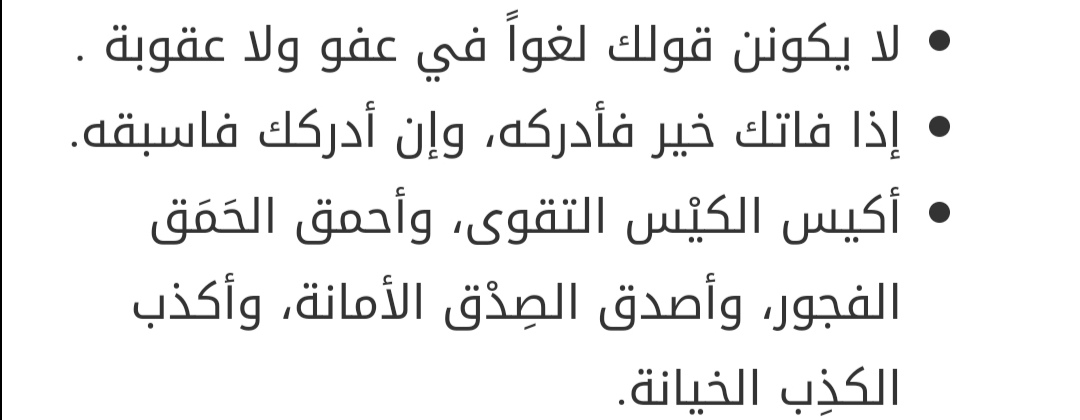 • لا يكونن قولك لغواً في عفو ولا عقوبة .
• إذا فاتك خير فأدركه، وإن أدركك فاسبقه.
• أكيس الكيْس التقوى، وأحمق الحَمَق
الفجور، وأصدق الصِدْق الأمانة، وأكذب
الكذِب الخيانة.